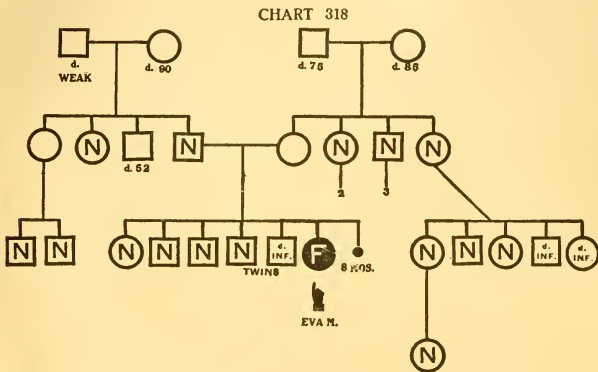 CHART 318
d. WEAK d. 90 d. 75 d. 85
N d. 52 N N N N
2 3
N N N N N N d. INF. F 8 MOS. N N N d. INF. d. INF.
TWINS
EVA M.
N